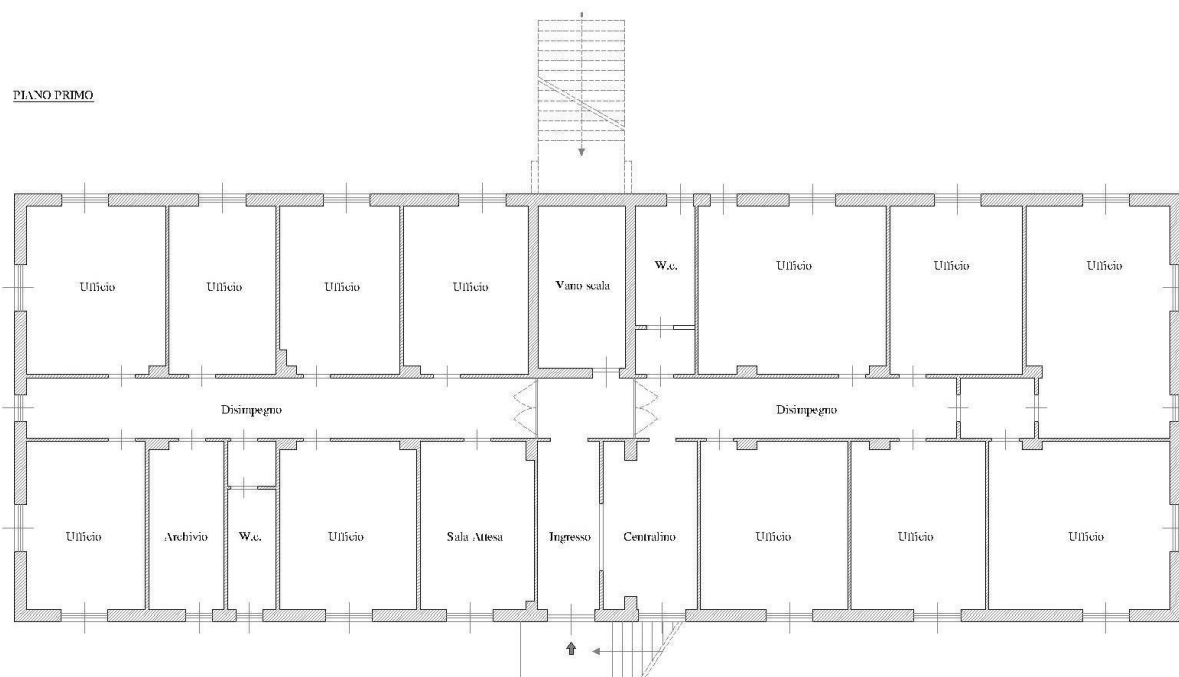 PIANO PRIMO
W.c.
Ufficio
Ufficio
Ufficio
Ufficio
Ufficio
Ufficio
Ufficio
Vano scala
Disimpegno
Disimpegno
Ufficio
Archivio
W.c.
Ufficio
Sala Attesa
Ingresso
Centralino
Ufficio
Ufficio
Ufficio